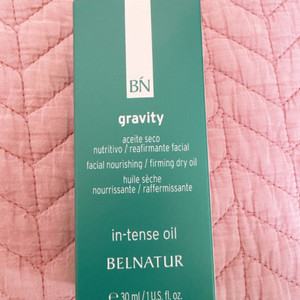 BN
gravity
aceite seco
nutritivo / reafirmante facial
facial nourishing / firming dry oil
huile sèche
nourrissante / raffermissante
in-tense oil
BELNATUR
e 30 ml / 1 U.S. fl. oz.